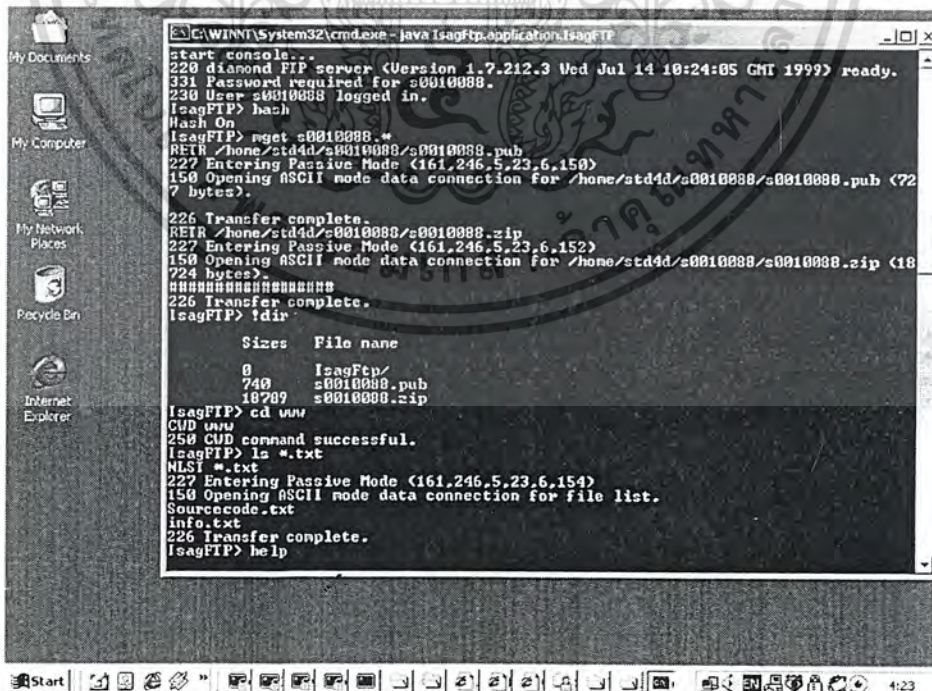 My Documents
My Computer
My Network
Places
Recycle Bin
Internet
Explorer
C:\WINNT\System32\cmd.exe - java IsagFtp.application.IsagFTP
start console...
220 diamond FTP server (Version 1.7.212.3 Wed Jul 14 10:24:05 GMT 1999) ready.
331 Password required for s0010088.
230 User s0010088 logged in.
IsagFTP> hash
Hash On
IsagFTP> mget s0010088.*
RETR /home/std4d/s0010088/s0010088.pub
227 Entering Passive Mode (161,246,5,23,6,150)
150 Opening ASCII mode data connection for /home/std4d/s0010088/s0010088.pub (72
7 bytes).
226 Transfer complete.
RETR /home/std4d/s0010088/s0010088.zip
227 Entering Passive Mode (161,246,5,23,6,152)
150 Opening ASCII mode data connection for /home/std4d/s0010088/s0010088.zip (18
724 bytes).
##################
226 Transfer complete.
IsagFTP> !dir
Sizes File name
0 IsagFtp/
740 s0010088.pub
18789 s0010088.zip
IsagFTP> cd www
CWD www
250 CWD command successful.
IsagFTP> ls *.txt
NLST *.txt
227 Entering Passive Mode (161,246,5,23,6,154)
150 Opening ASCII mode data connection for file list.
Sourcecode.txt
info.txt
226 Transfer complete.
IsagFTP> help
Start
4:23